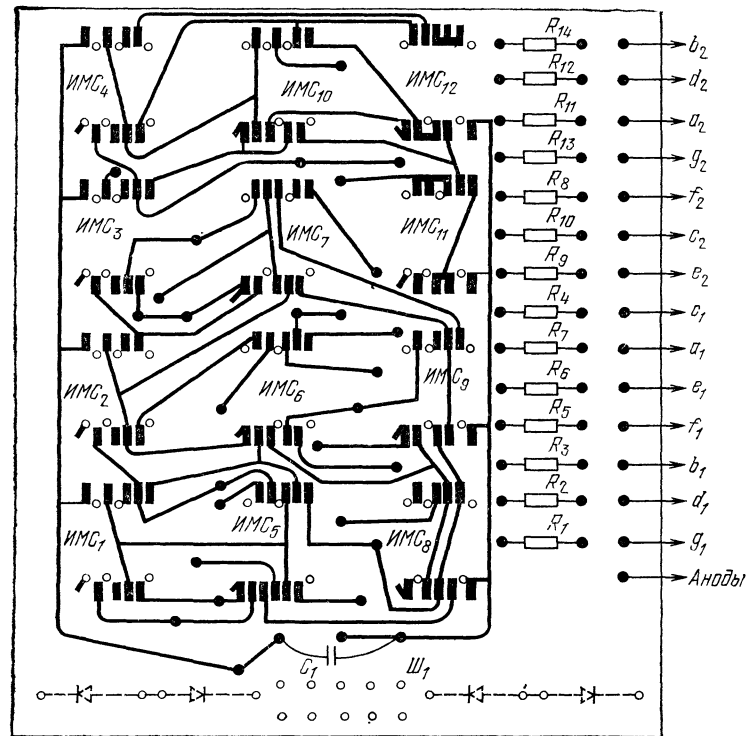 R₁₄ b₂
R₁₂ d₂
ИМС₄ ИМС₁₀ ИМС₁₂ R₁₁ a₂
R₁₃ g₂
R₈ f₂
ИМС₃ ИМС₇ ИМС₁₁ R₁₀ c₂
R₉ e₂
R₄ c₁
R₇ a₁
ИМС₂ ИМС₆ ИМС₉ R₆ e₁
R₅ f₁
R₃ b₁
R₂ d₁
ИМС₁ ИМС₅ ИМС₈ R₁ g₁
Аноды
C₁ Ш₁